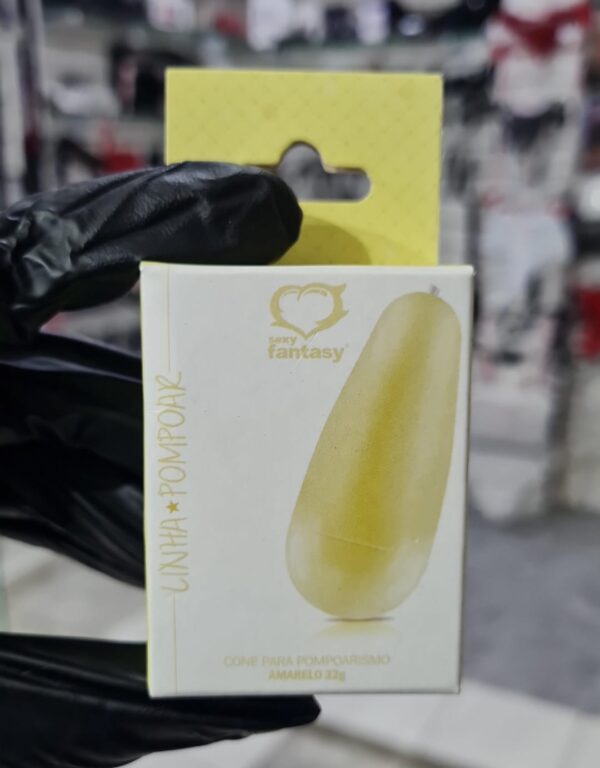 sexy
fantasy®
LINHA★POMPOAR
CONE PARA POMPOARISMO
AMARELO 32g